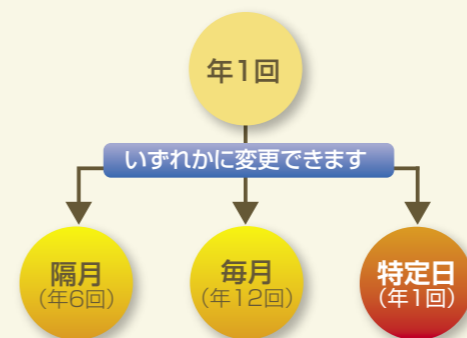 年1回
いずれかに変更できます
隔月
(年6回)
毎月
(年12回)
特定日
(年1回)